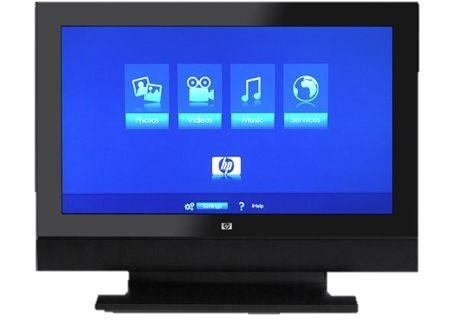 Photos Videos Music Services
hp
Settings ? Help
hp